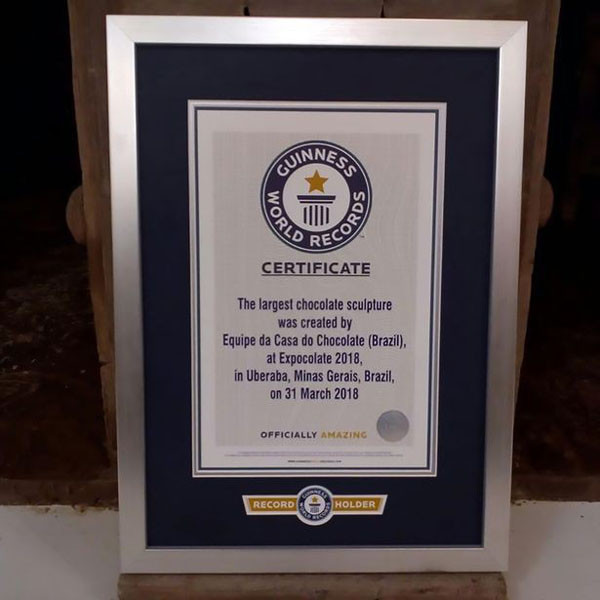 GUINNESS
WORLD RECORDS
CERTIFICATE
The largest chocolate sculpture
was created by
Equipe da Casa do Chocolate (Brazil),
at Expocolate 2018,
in Uberaba, Minas Gerais, Brazil,
on 31 March 2018
OFFICIALLY AMAZING
RECORD
GUINNESS
WORLD RECORDS
HOLDER